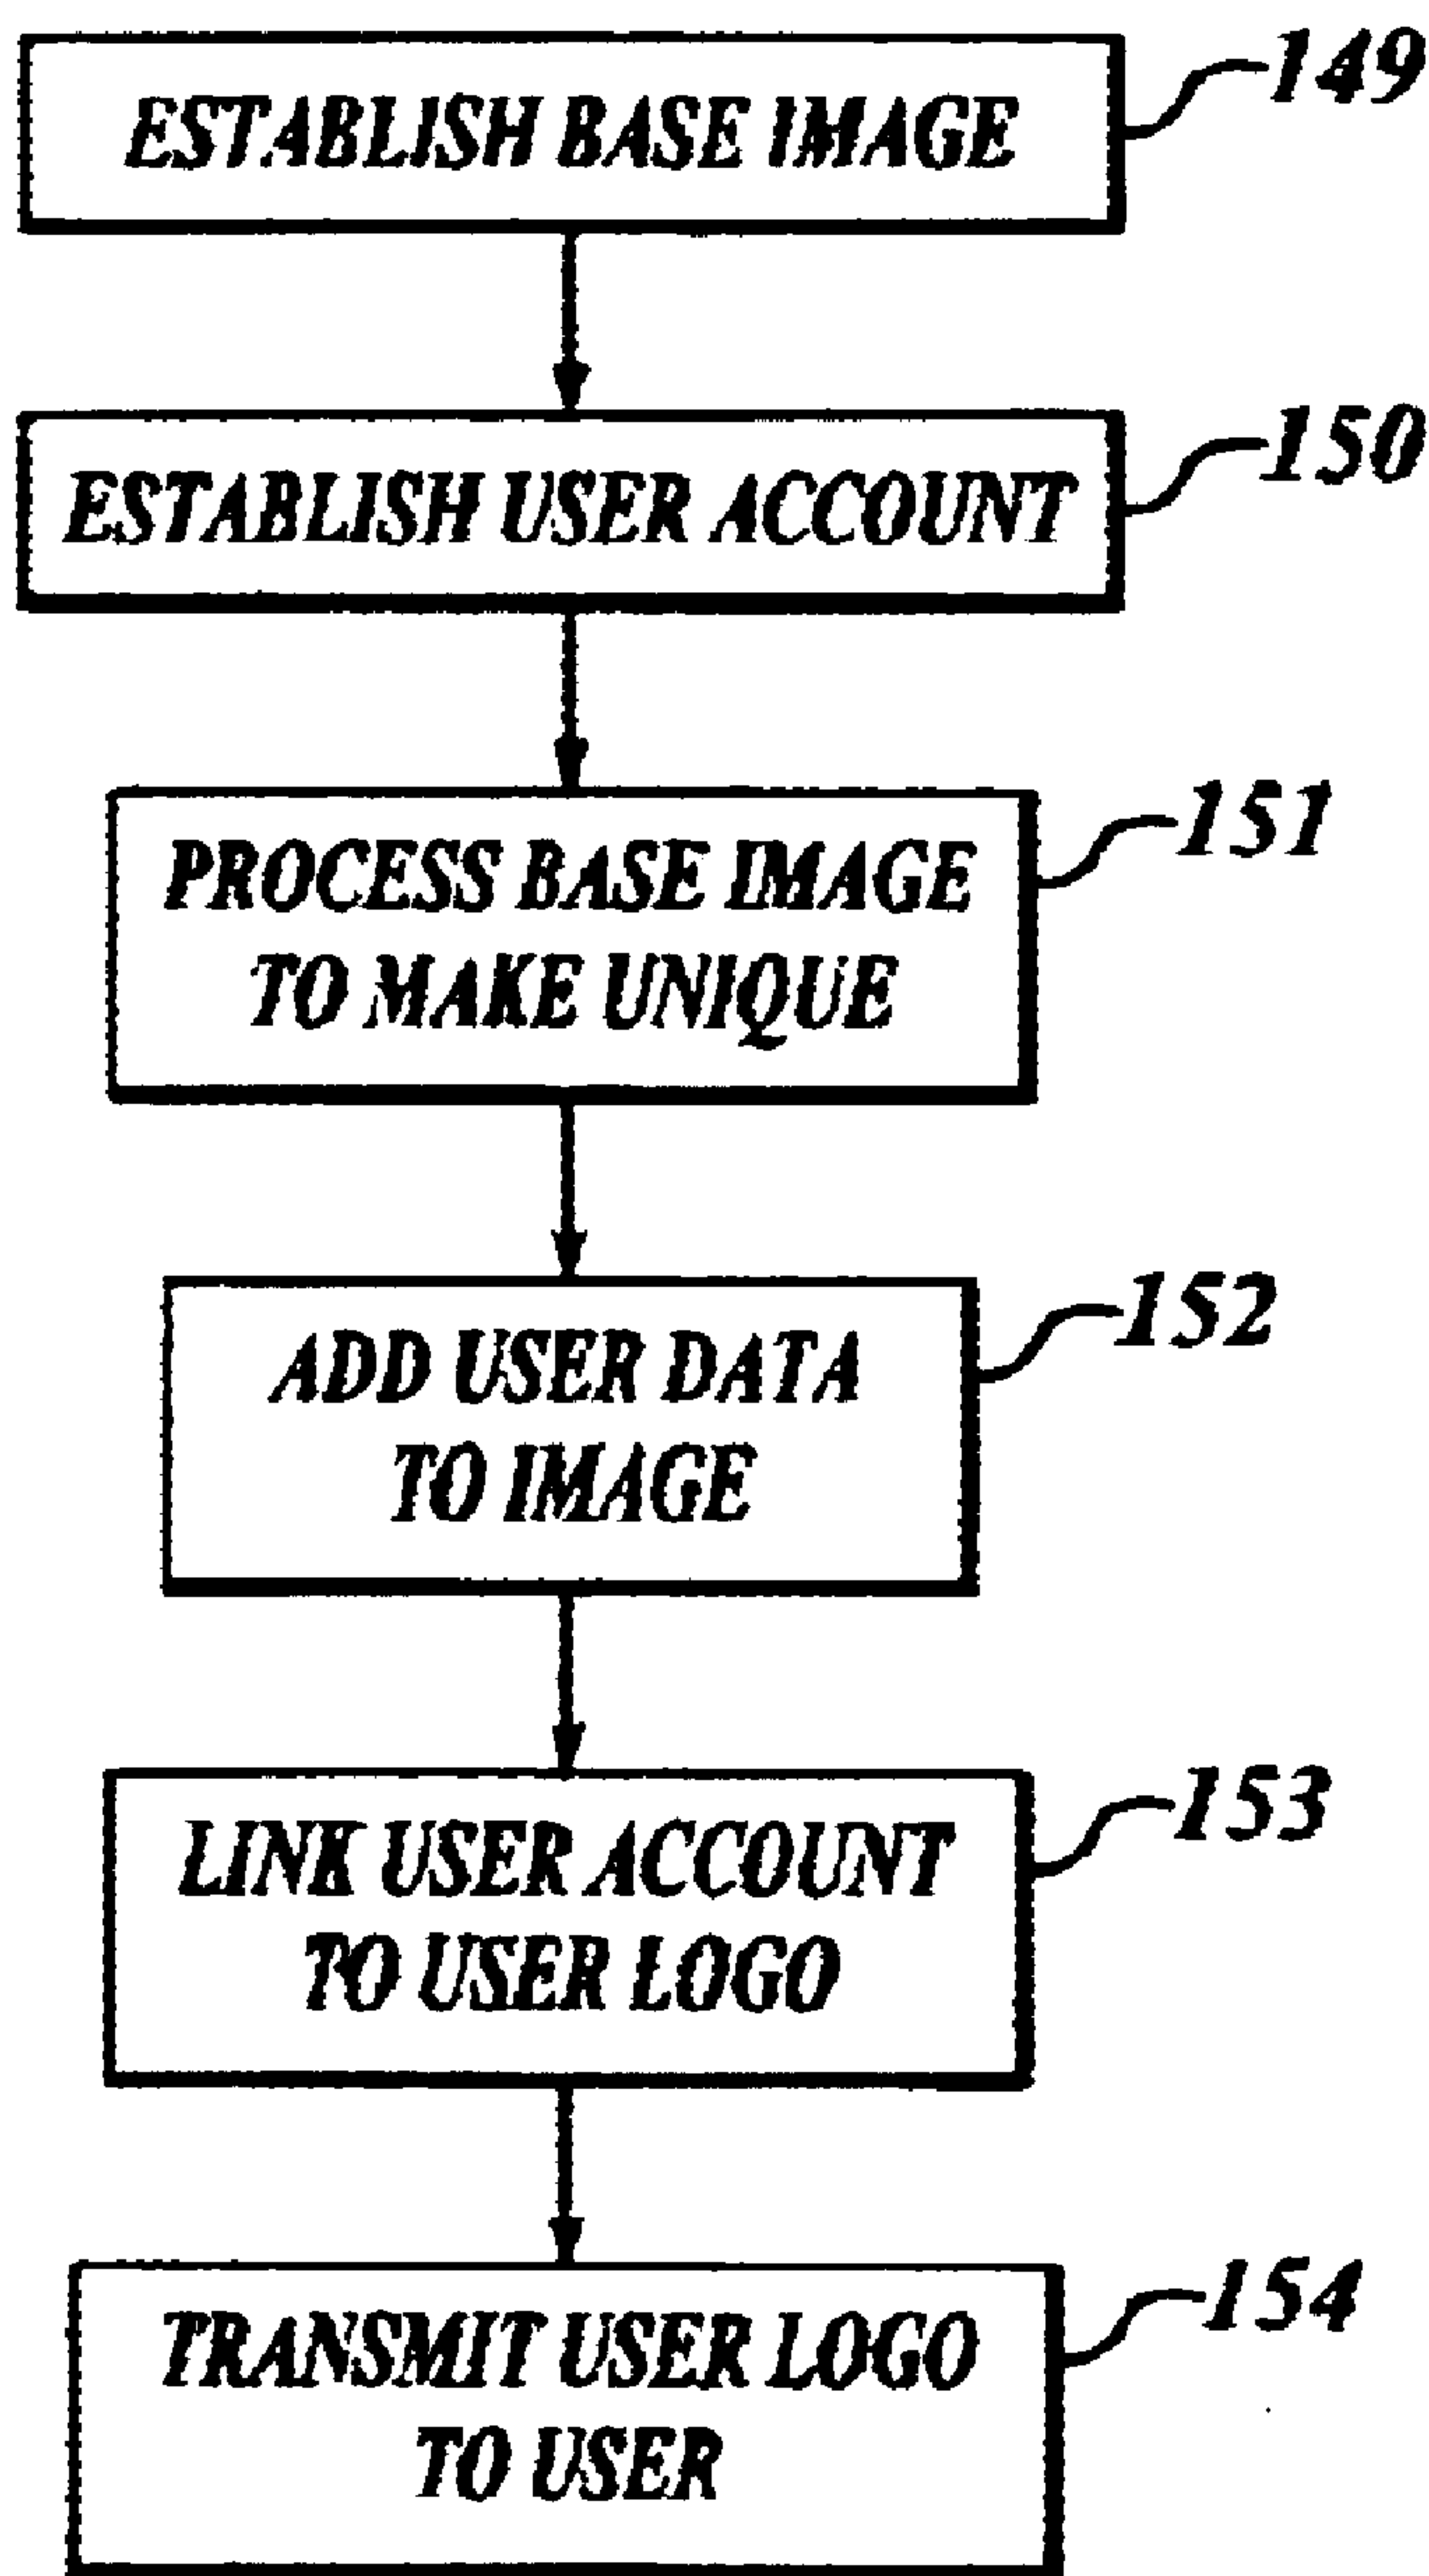 ESTABLISH BASE IMAGE
149
ESTABLISH USER ACCOUNT
150
PROCESS BASE IMAGE
TO MAKE UNIQUE
151
ADD USER DATA
TO IMAGE
152
LINK USER ACCOUNT
TO USER LOGO
153
TRANSMIT USER LOGO
TO USER
154